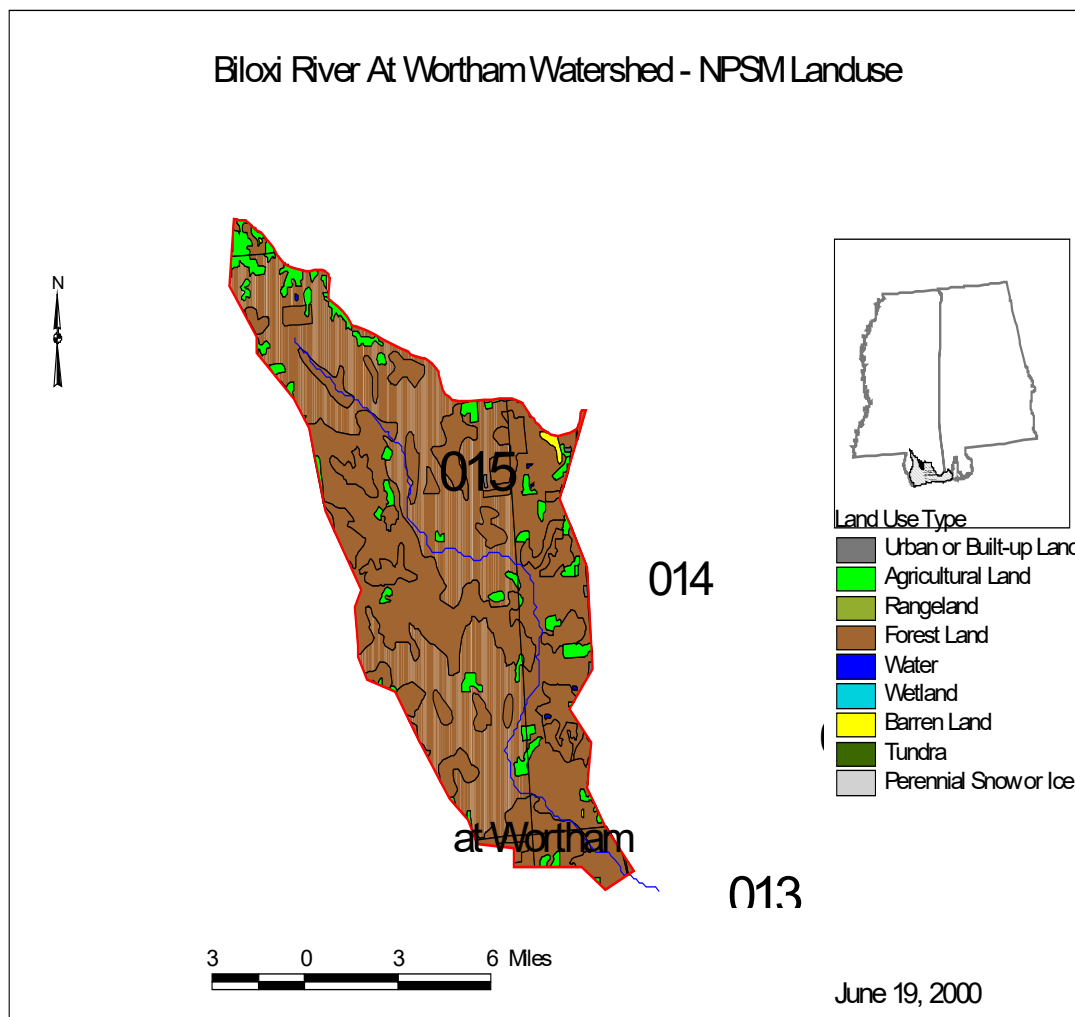 Biloxi River At Wortham Watershed - NPSM Landuse
N
015
014
at Wortham
013
Land Use Type
Urban or Built-up Land
Agricultural Land
Rangeland
Forest Land
Water
Wetland
Barren Land
Tundra
Perennial Snow or Ice
3 0 3 6 Miles
June 19, 2000